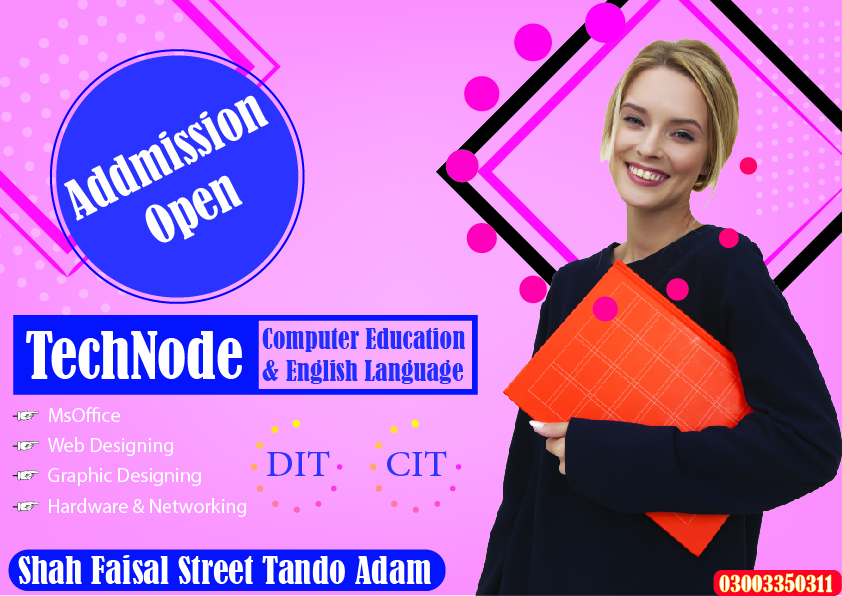 Addmission
Open
TechNode
Computer Education
& English Language
MsOffice
Web Designing
Graphic Designing
Hardware & Networking
DIT
CIT
Shah Faisal Street Tando Adam
03003350311